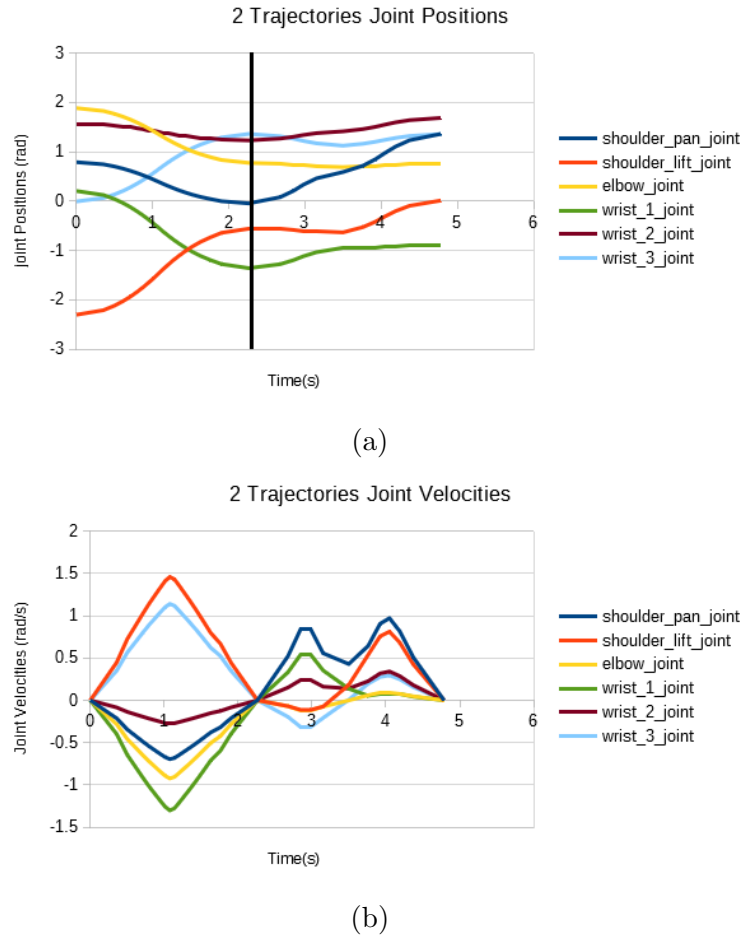 2 Trajectories Joint Positions
3
2
1
0
-1
-2
-3
0 1 2 3 4 5 6
joint Positions (rad)
Time(s)
shoulder_pan_joint
shoulder_lift_joint
elbow_joint
wrist_1_joint
wrist_2_joint
wrist_3_joint
(a)
2 Trajectories Joint Velocities
2
1.5
1
0.5
0
-0.5
-1
-1.5
0 1 2 3 4 5 6
Joint Velocities (rad/s)
Time(s)
shoulder_pan_joint
shoulder_lift_joint
elbow_joint
wrist_1_joint
wrist_2_joint
wrist_3_joint
(b)